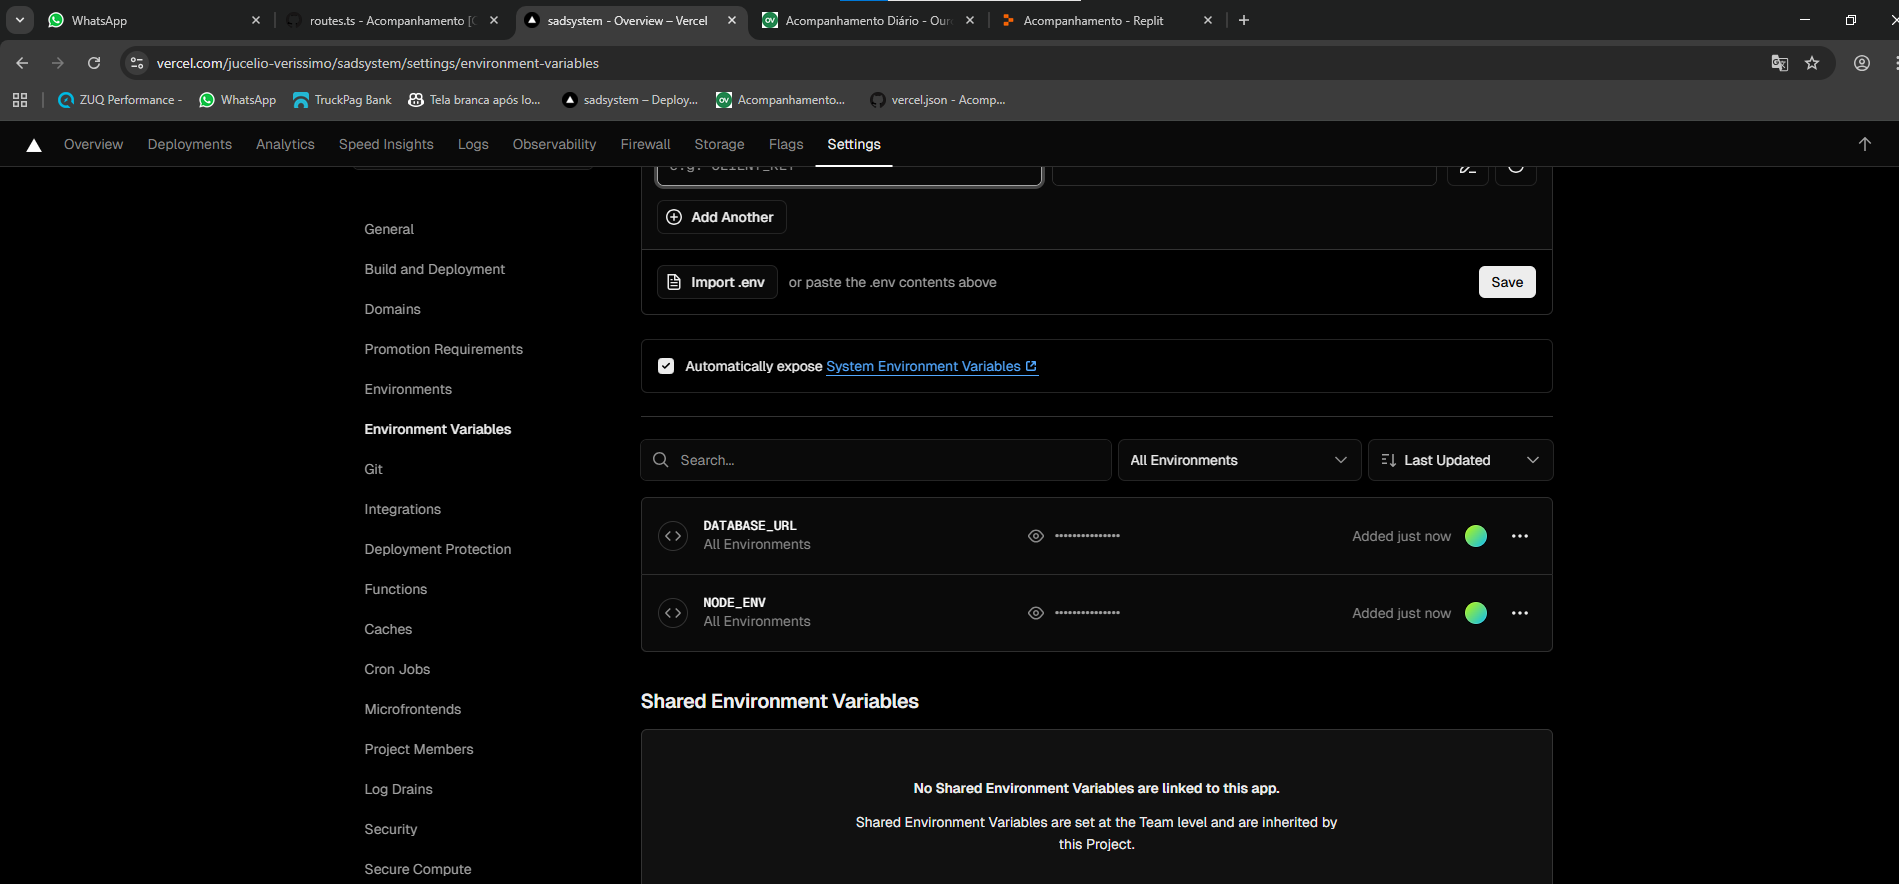 WhatsApp
routes.ts - Acompanhamento [C
sadsystem - Overview – Vercel
Acompanhamento Diário - Ouro
Acompanhamento - Replit
vercel.com/jucelio-verissimo/sadsystem/settings/environment-variables
ZUQ Performance -
WhatsApp
TruckPag Bank
Tela branca após lo...
sadsystem – Deploy...
OV
Acompanhamento...
vercel.json - Acomp...
Overview
Deployments
Analytics
Speed Insights
Logs
Observability
Firewall
Storage
Flags
Settings
e.g. CLIENT_KEY
Add Another
Import .env
or paste the .env contents above
Save
Automatically expose System Environment Variables
General
Build and Deployment
Domains
Promotion Requirements
Environments
Environment Variables
Git
Integrations
Deployment Protection
Functions
Caches
Cron Jobs
Microfrontends
Project Members
Log Drains
Security
Secure Compute
Search...
All Environments
Last Updated
DATABASE_URL
All Environments
•••••••••••••••
Added just now
NODE_ENV
All Environments
•••••••••••••••
Added just now
Shared Environment Variables
No Shared Environment Variables are linked to this app.
Shared Environment Variables are set at the Team level and are inherited by
this Project.